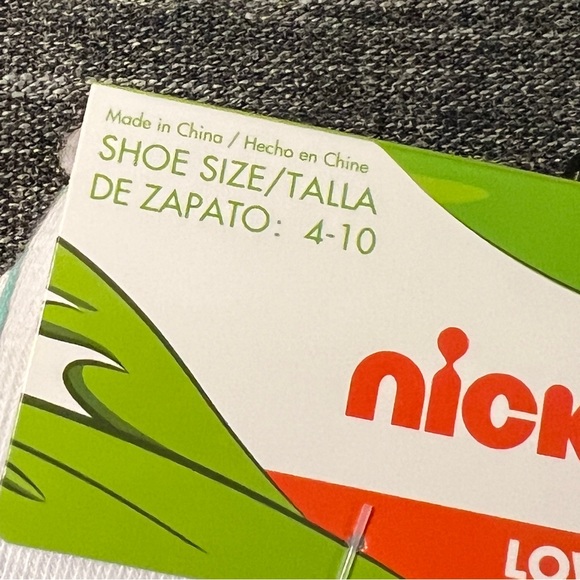 Made in China / Hecho en Chine
SHOE SIZE/TALLA
DE ZAPATO: 4-10
nick